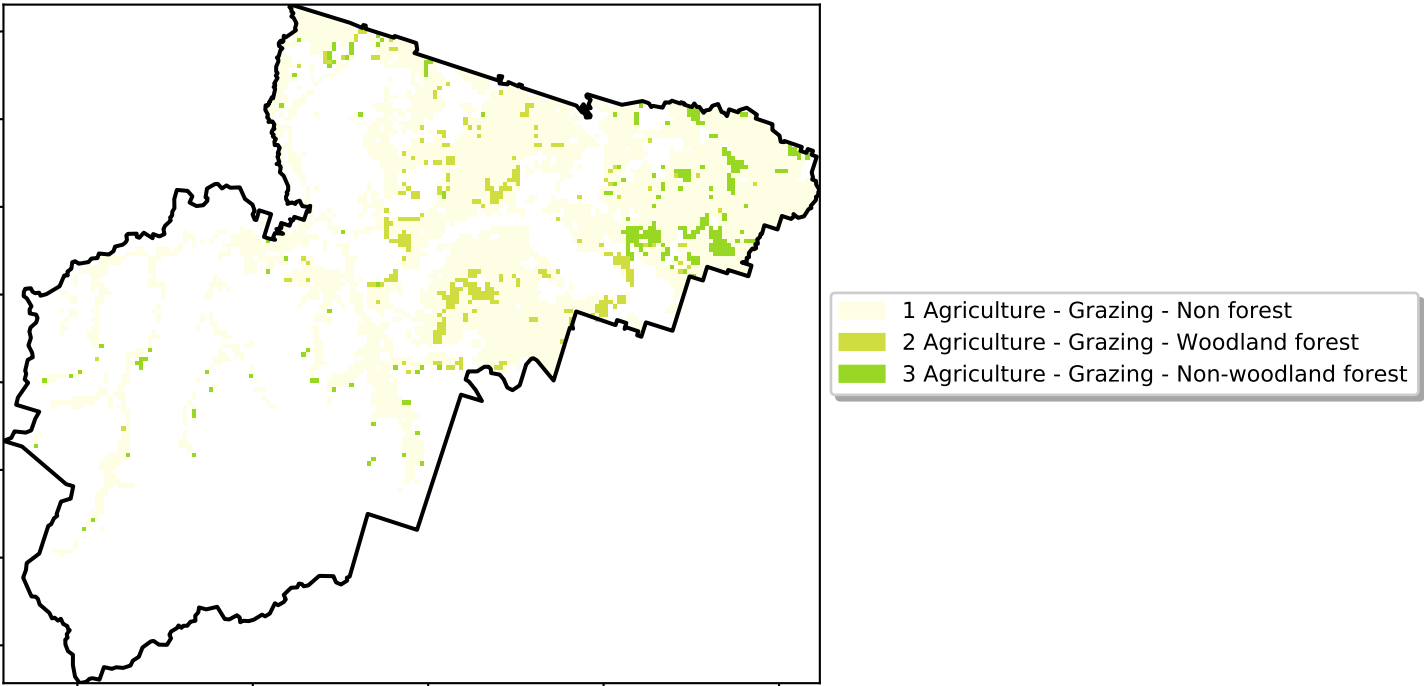 1 Agriculture - Grazing - Non forest
2 Agriculture - Grazing - Woodland forest
3 Agriculture - Grazing - Non-woodland forest